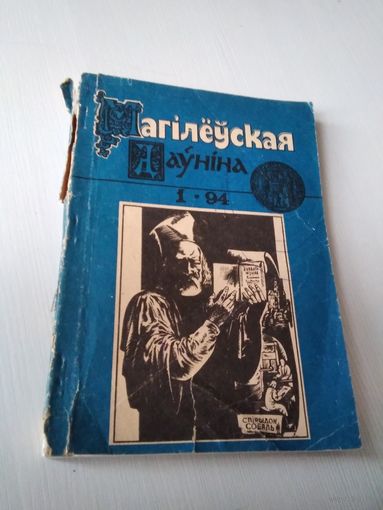 Магілёўская
Даўніна
1 • 94
СПІРЫДОН
СОБАЛЬ